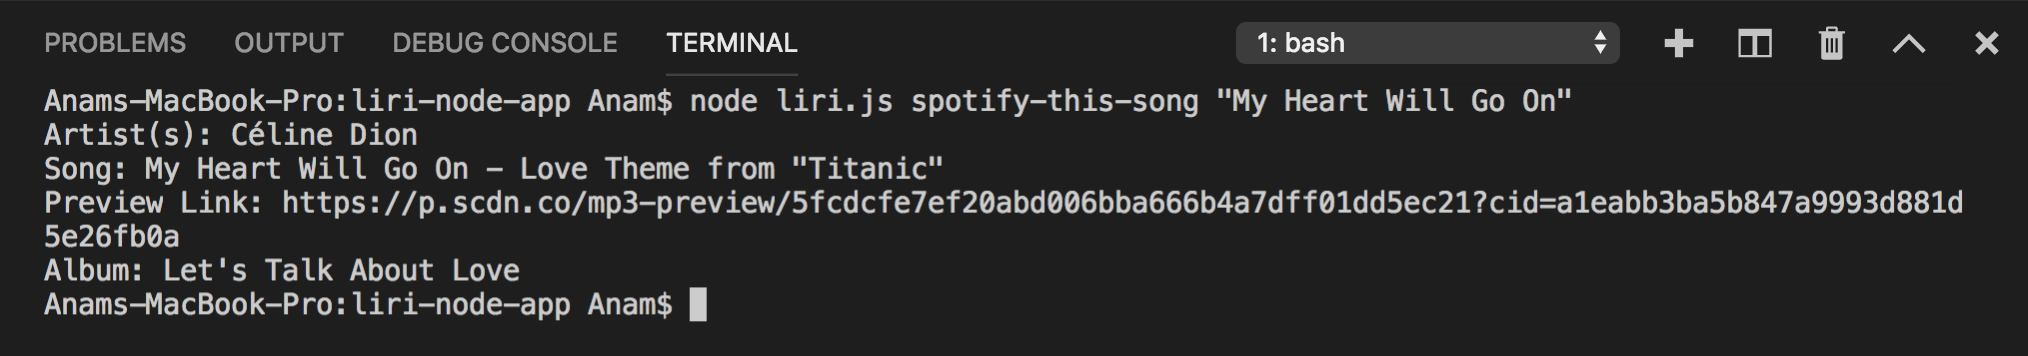 PROBLEMS OUTPUT DEBUG CONSOLE TERMINAL 1: bash
Anams-MacBook-Pro:liri-node-app Anam$ node liri.js spotify-this-song "My Heart Will Go On"
Artist(s): Céline Dion
Song: My Heart Will Go On - Love Theme from "Titanic"
Preview Link: https://p.scdn.co/mp3-preview/5fcdcfe7ef20abd006bba666b4a7dff01dd5ec21?cid=a1eabb3ba5b847a9993d881d
5e26fb0a
Album: Let's Talk About Love
Anams-MacBook-Pro:liri-node-app Anam$